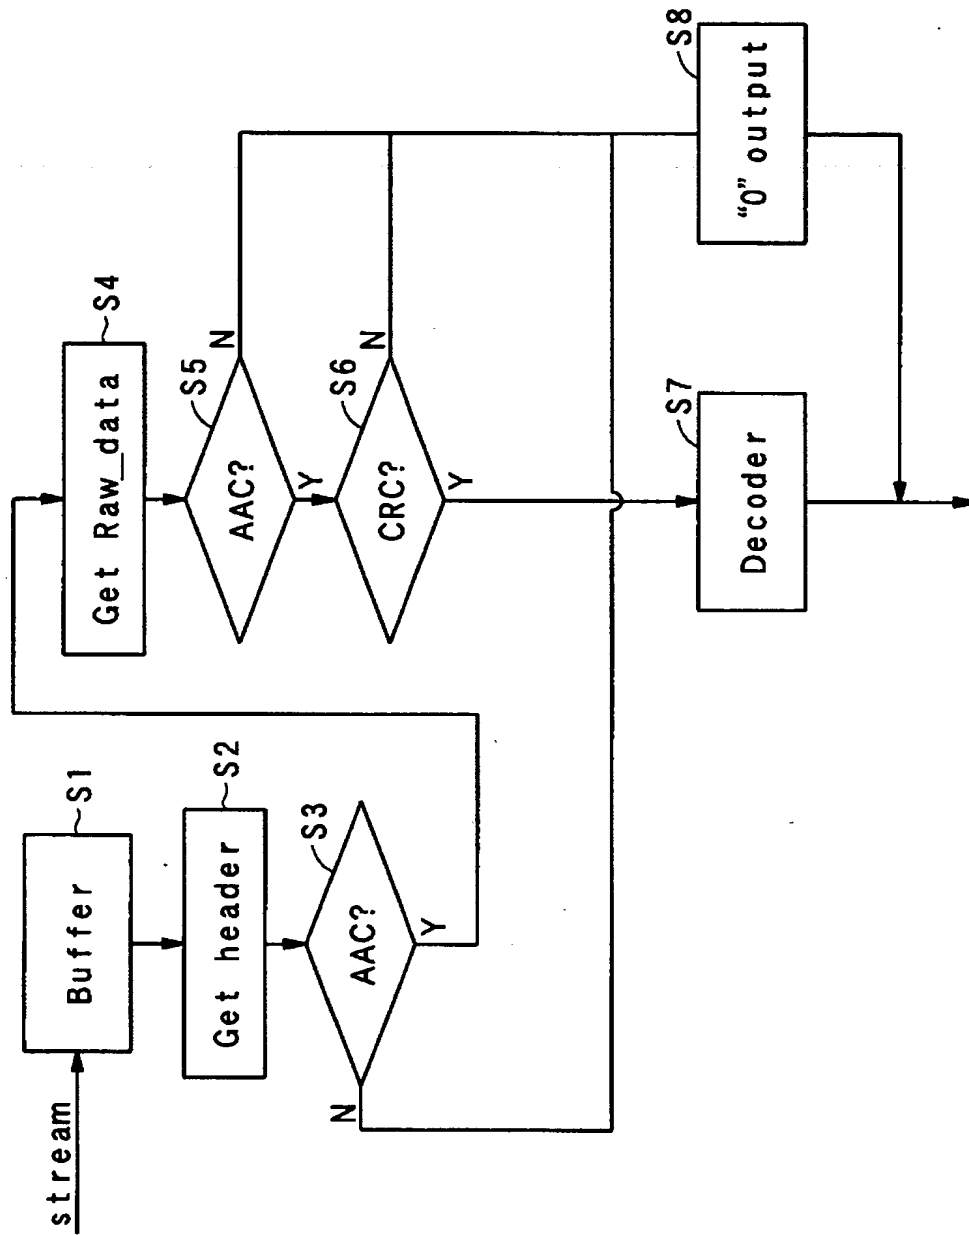 stream
Buffer
S1
Get header
S2
AAC?
S3
N
Y
Get Raw_data
S4
AAC?
S5
N
Y
CRC?
S6
N
Y
Decoder
S7
“0” output
S8